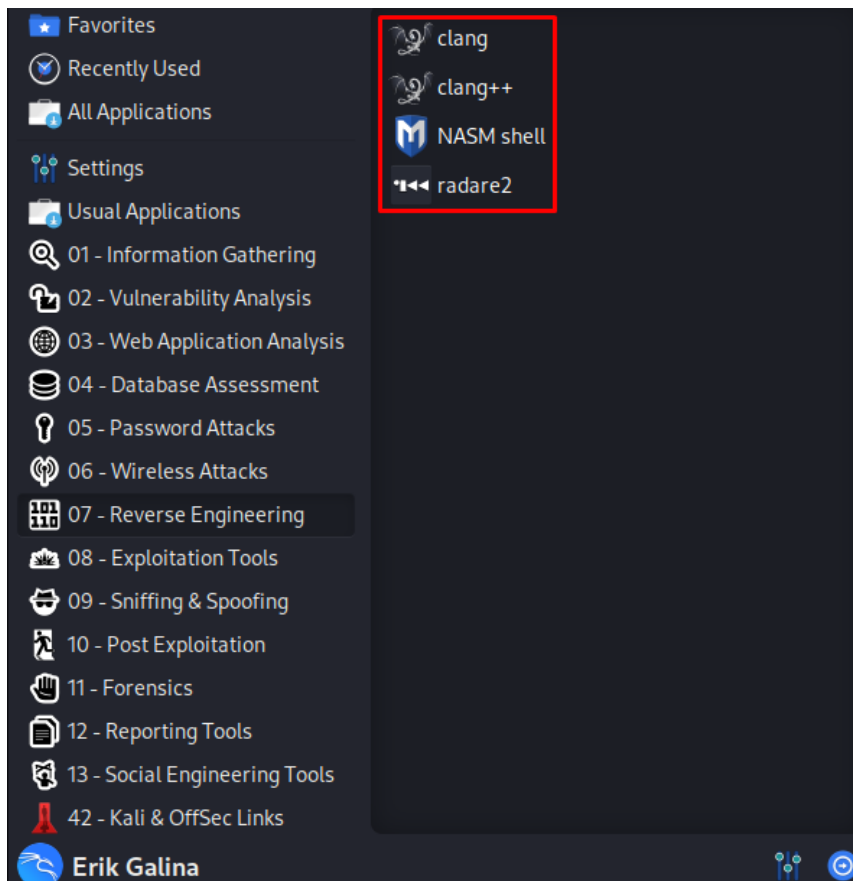 Favorites
Recently Used
All Applications
Settings
Usual Applications
01 - Information Gathering
02 - Vulnerability Analysis
03 - Web Application Analysis
04 - Database Assessment
05 - Password Attacks
06 - Wireless Attacks
07 - Reverse Engineering
08 - Exploitation Tools
09 - Sniffing & Spoofing
10 - Post Exploitation
11 - Forensics
12 - Reporting Tools
13 - Social Engineering Tools
42 - Kali & OffSec Links
Erik Galina
clang
clang++
NASM shell
radare2